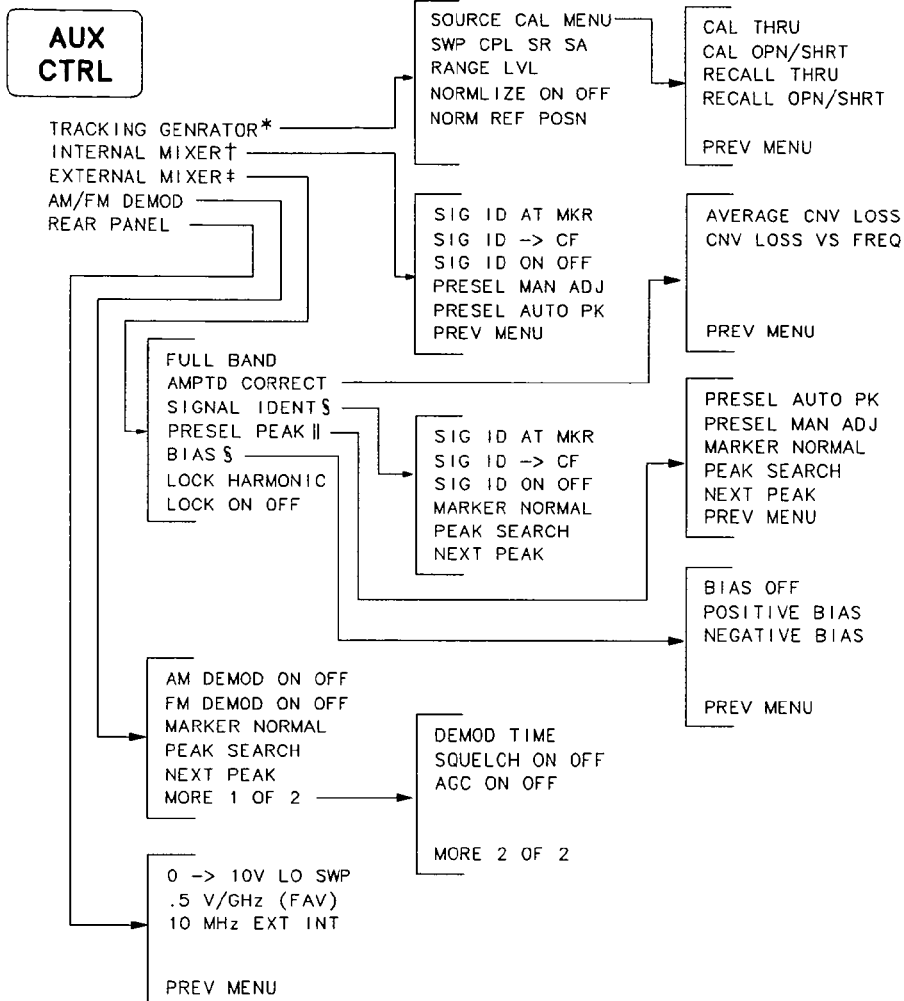 AUX
CTRL
TRACKING GENRATOR*
INTERNAL MIXER†
EXTERNAL MIXER‡
AM/FM DEMOD
REAR PANEL
SOURCE CAL MENU
SWP CPL SR SA
RANGE LVL
NORMLIZE ON OFF
NORM REF POSN
CAL THRU
CAL OPN/SHRT
RECALL THRU
RECALL OPN/SHRT
PREV MENU
SIG ID AT MKR
SIG ID -> CF
SIG ID ON OFF
PRESEL MAN ADJ
PRESEL AUTO PK
PREV MENU
AVERAGE CNV LOSS
CNV LOSS VS FREQ
PREV MENU
FULL BAND
AMPTD CORRECT
SIGNAL IDENT§
PRESEL PEAK‖
BIAS§
LOCK HARMONIC
LOCK ON OFF
SIG ID AT MKR
SIG ID -> CF
SIG ID ON OFF
MARKER NORMAL
PEAK SEARCH
NEXT PEAK
PRESEL AUTO PK
PRESEL MAN ADJ
MARKER NORMAL
PEAK SEARCH
NEXT PEAK
PREV MENU
BIAS OFF
POSITIVE BIAS
NEGATIVE BIAS
PREV MENU
AM DEMOD ON OFF
FM DEMOD ON OFF
MARKER NORMAL
PEAK SEARCH
NEXT PEAK
MORE 1 OF 2
DEMOD TIME
SQUELCH ON OFF
AGC ON OFF
MORE 2 OF 2
0 -> 10V LO SWP
.5 V/GHz (FAV)
10 MHz EXT INT
PREV MENU